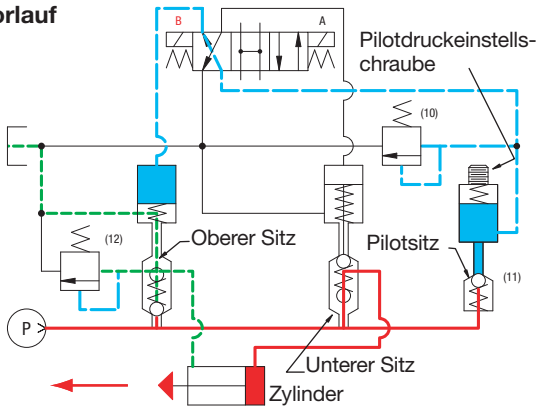 orlauf
B
A
Pilotdruckeinstells-
chraube
(10)
(12)
Oberer Sitz
Pilotsitz
(11)
P
Unterer Sitz
Zylinder